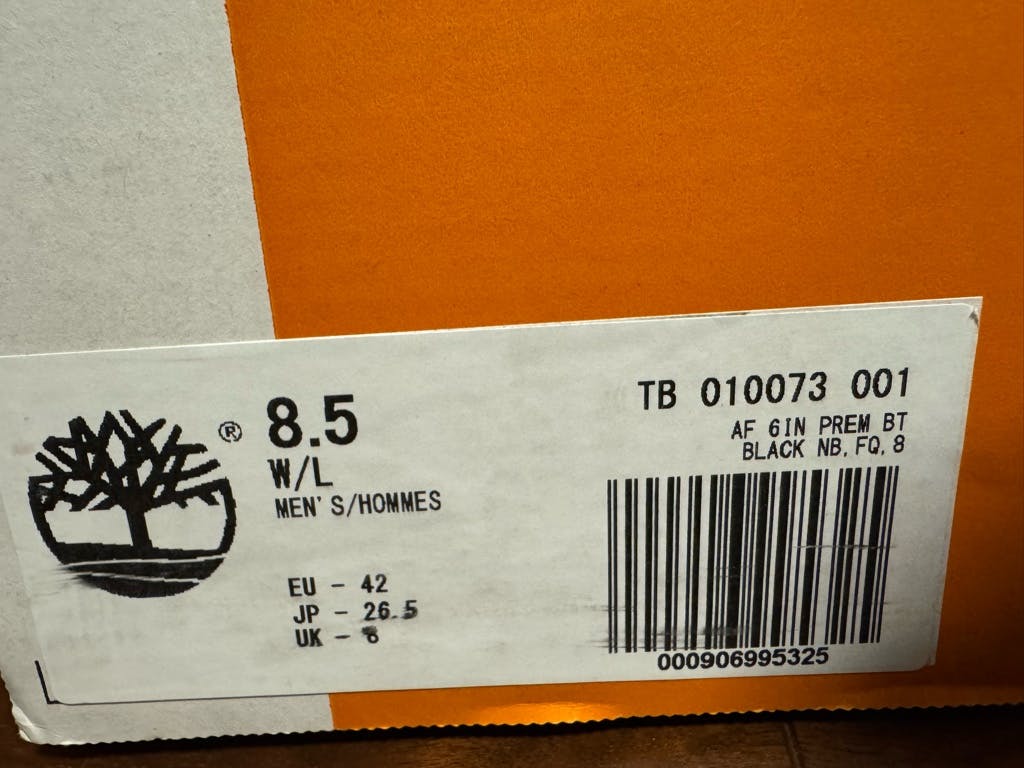 ®
8.5
W/L
MEN'S/HOMMES
EU - 42
JP - 26.5
UK - 8
TB 010073 001
AF 6IN PREM BT
BLACK NB,FQ,8
000906995325